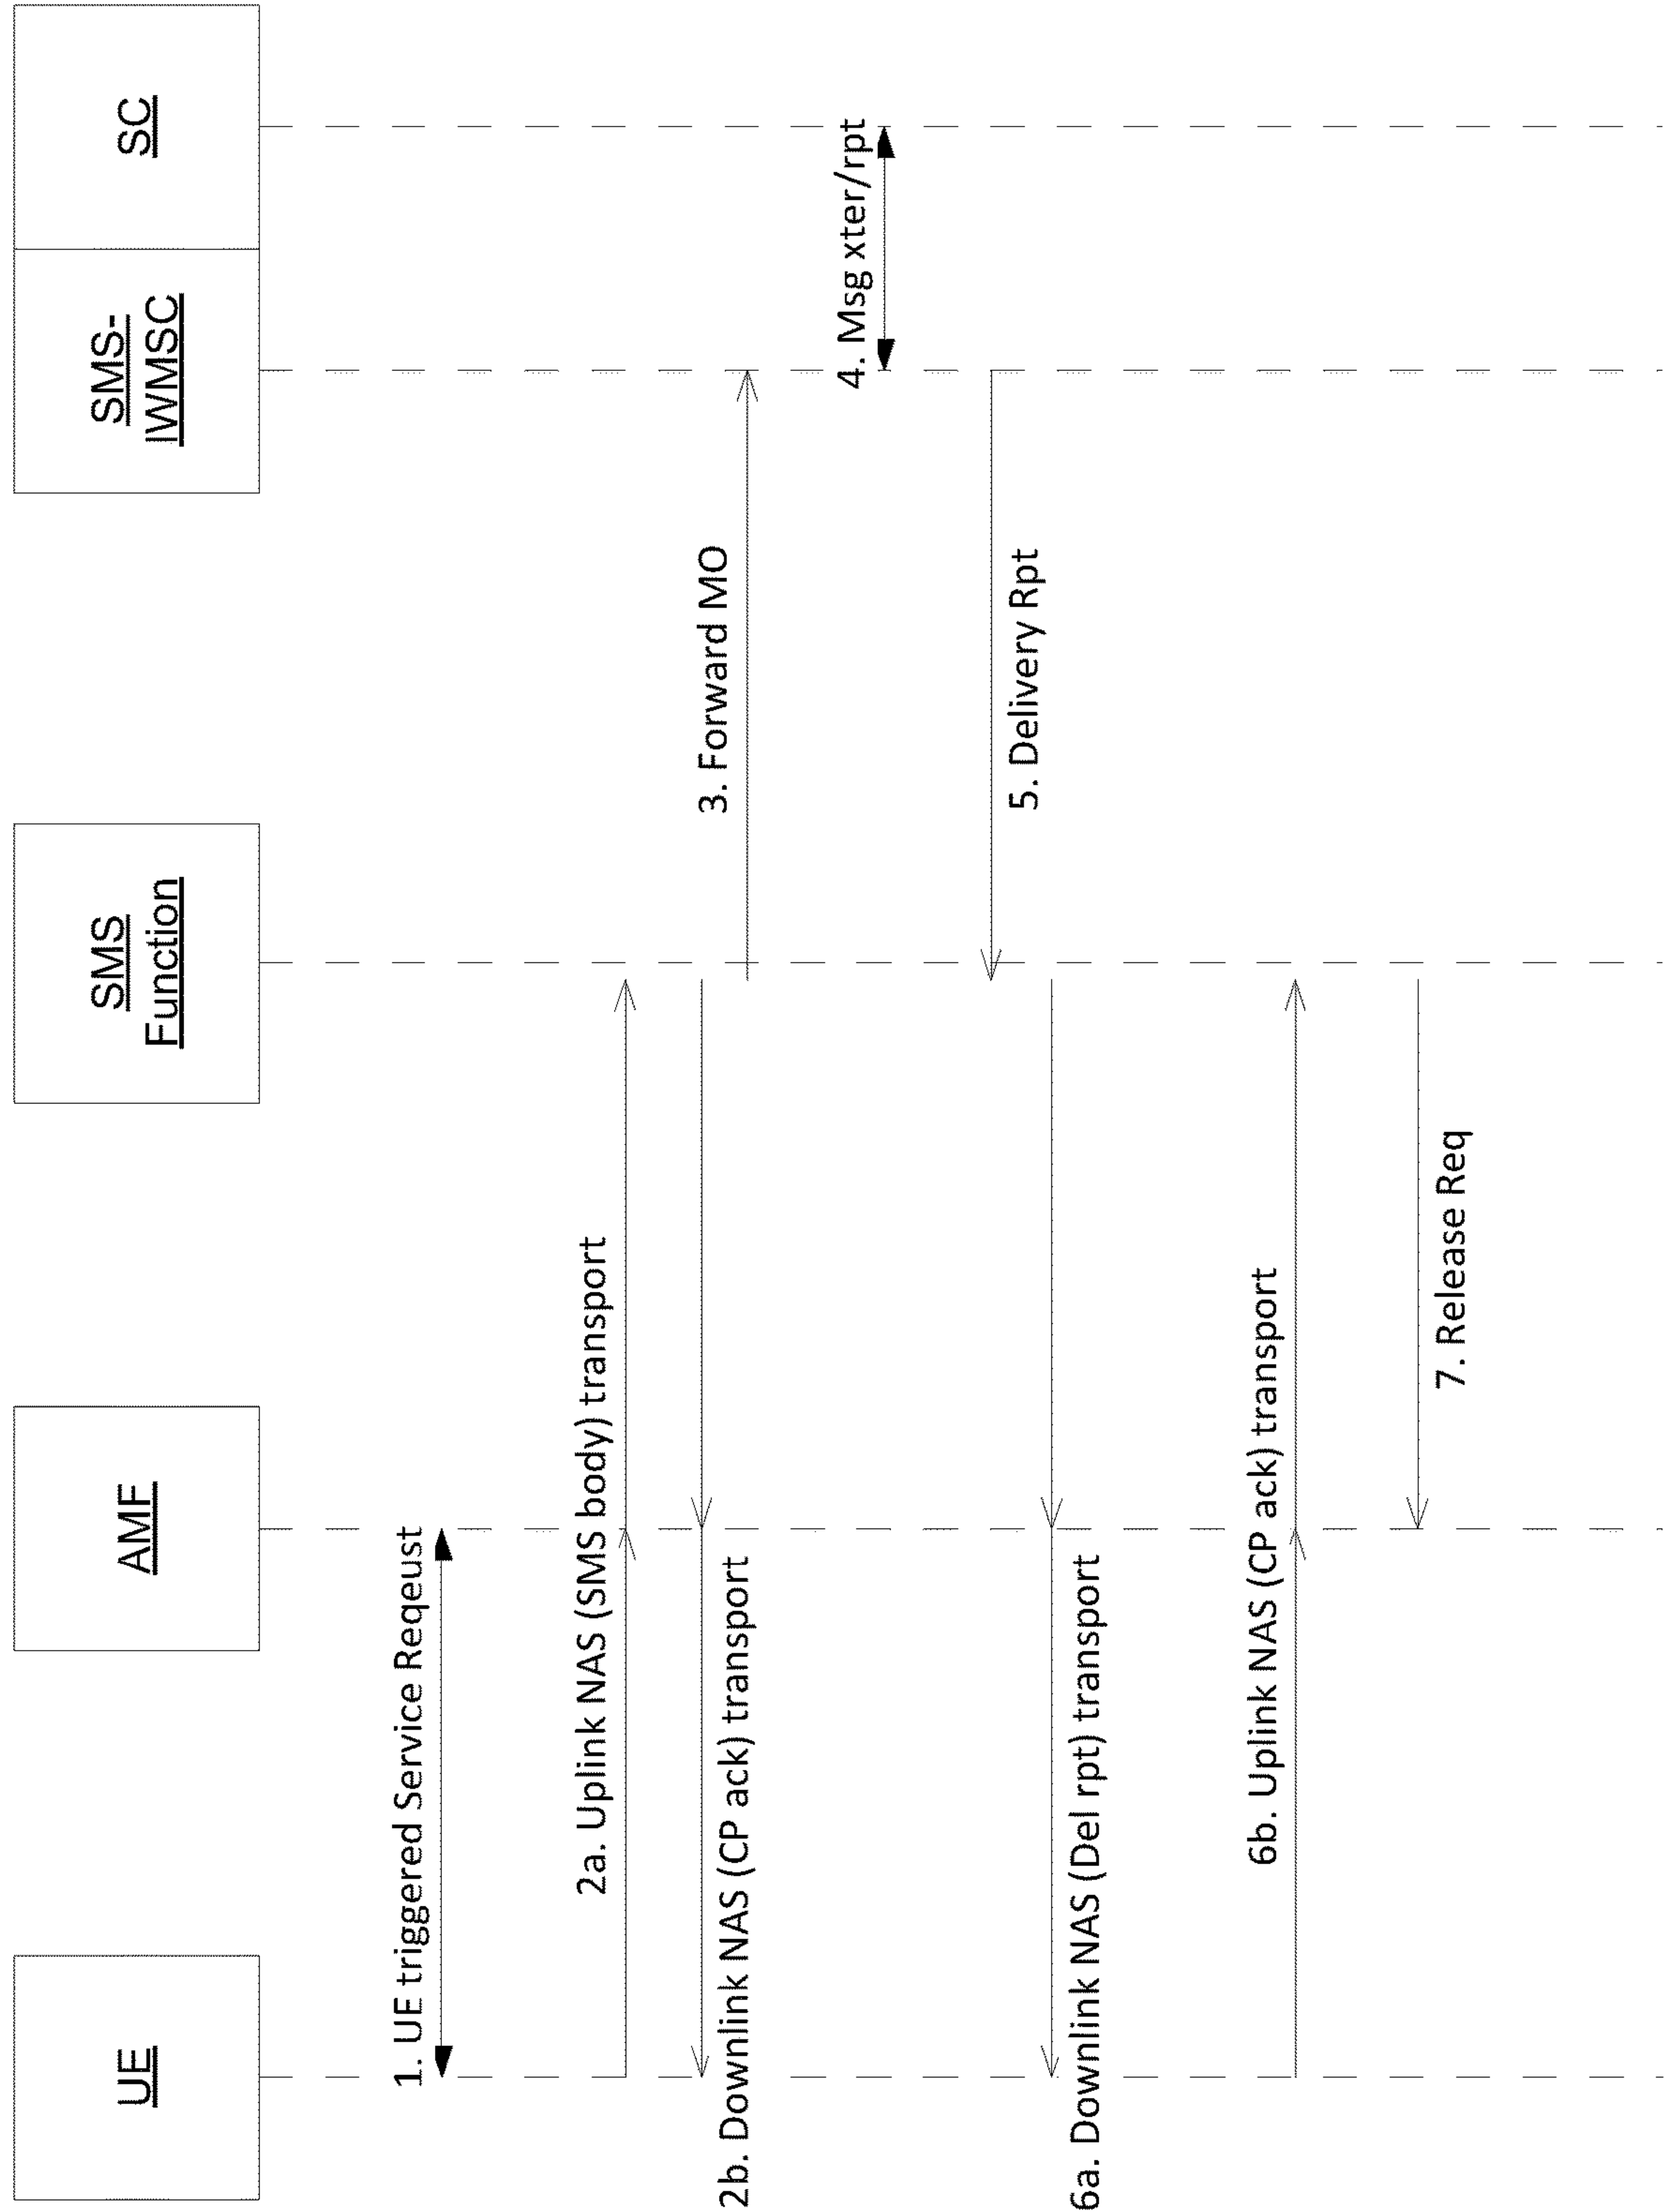 UE
AMF
SMS
Function
SMS-
IWMSC
SC
1. UE triggered Service Reqeust
2a. Uplink NAS (SMS body) transport
2b. Downlink NAS (CP ack) transport
3. Forward MO
4. Msg xter/rpt
5. Delivery Rpt
6a. Downlink NAS (Del rpt) transport
6b. Uplink NAS (CP ack) transport
7. Release Req